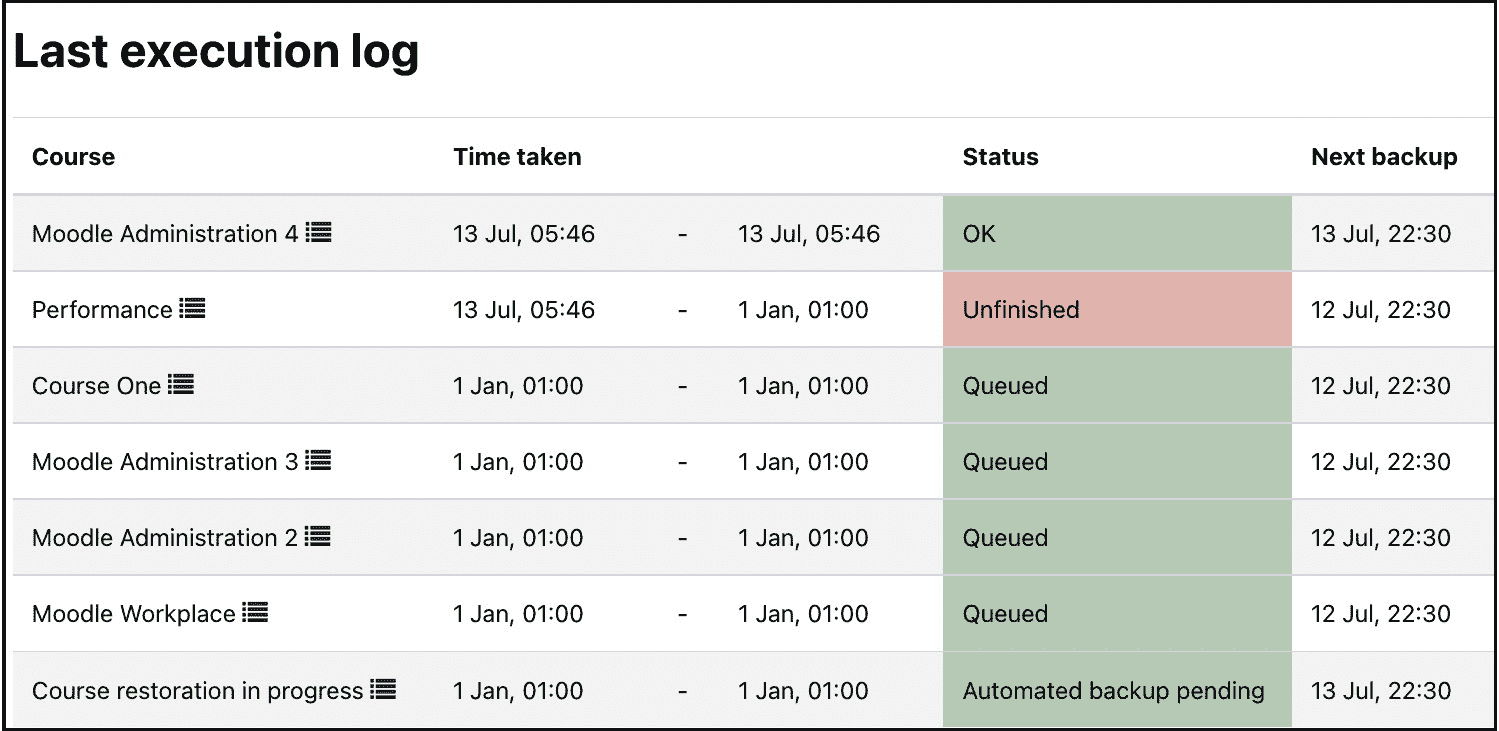 Last execution log
Course Time taken Status Next backup
Moodle Administration 4 13 Jul, 05:46 - 13 Jul, 05:46 OK 13 Jul, 22:30
Performance 13 Jul, 05:46 - 1 Jan, 01:00 Unfinished 12 Jul, 22:30
Course One 1 Jan, 01:00 - 1 Jan, 01:00 Queued 12 Jul, 22:30
Moodle Administration 3 1 Jan, 01:00 - 1 Jan, 01:00 Queued 12 Jul, 22:30
Moodle Administration 2 1 Jan, 01:00 - 1 Jan, 01:00 Queued 12 Jul, 22:30
Moodle Workplace 1 Jan, 01:00 - 1 Jan, 01:00 Queued 12 Jul, 22:30
Course restoration in progress 1 Jan, 01:00 - 1 Jan, 01:00 Automated backup pending 13 Jul, 22:30